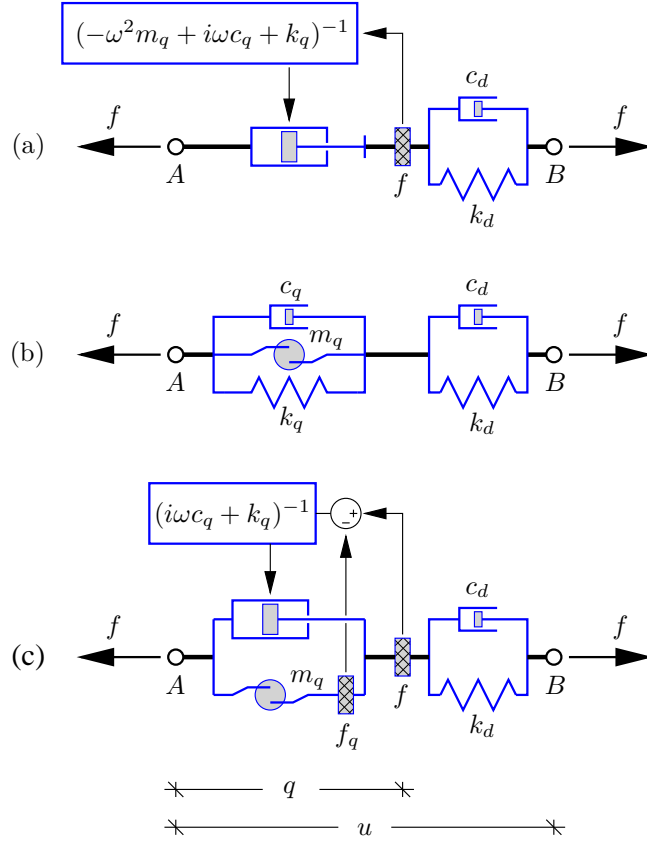 (−ω²m_q + iωc_q + k_q)⁻¹
c_d
f f
(a)
A f B
k_d
c_q c_d
f m_q f
(b)
A B
k_q k_d
(iωc_q + k_q)⁻¹ − +
c_d
f f
(c)
A m_q f B
f_q k_d
q
u